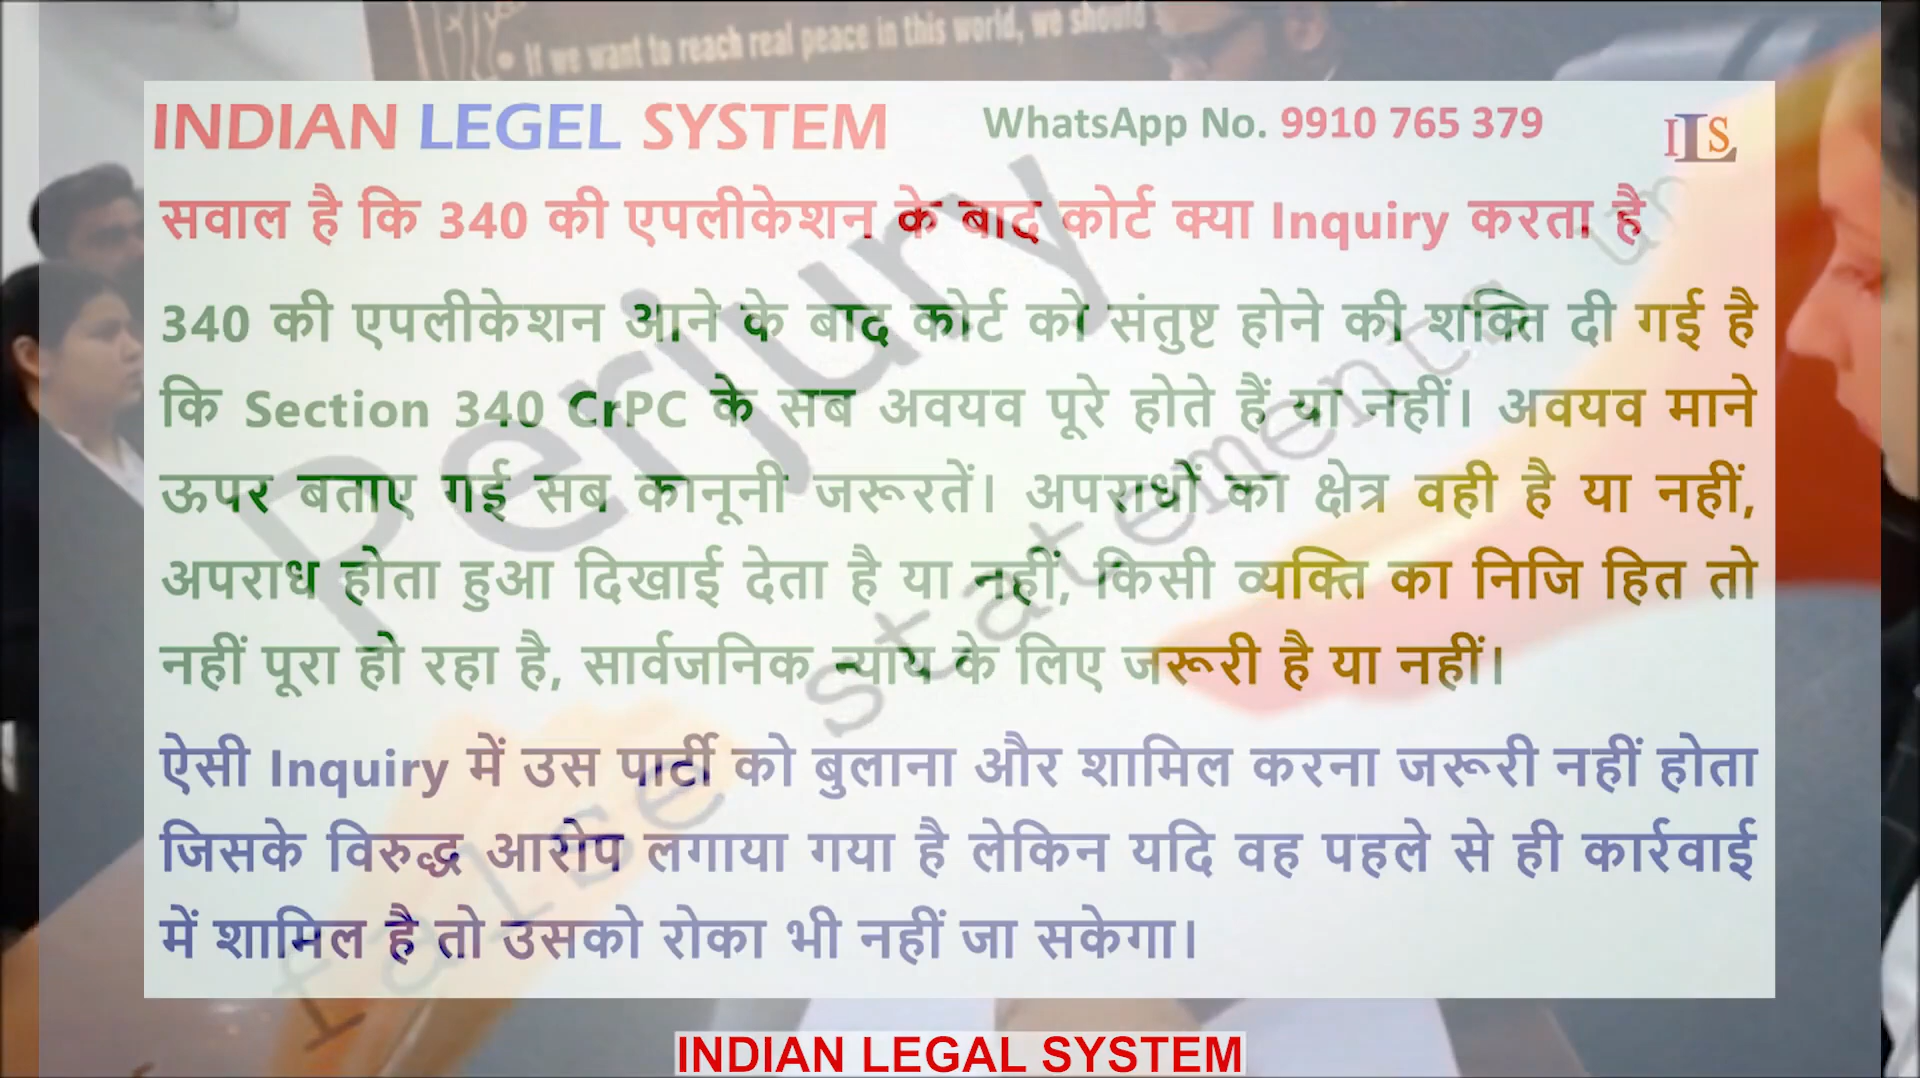 • If we want to reach real peace in this world, we should
INDIAN LEGEL SYSTEM WhatsApp No. 9910 765 379 ILS
सवाल है कि 340 की एपलीकेशन के बाद कोर्ट क्या Inquiry करता है
340 की एपलीकेशन आने के बाद कोर्ट को संतुष्ट होने की शक्ति दी गई है
कि Section 340 CrPC के सब अवयव पूरे होते हैं या नहीं। अवयव माने
ऊपर बताए गई सब कानूनी जरूरतें। अपराधों का क्षेत्र वही है या नहीं,
अपराध होता हुआ दिखाई देता है या नहीं, किसी व्यक्ति का निजि हित तो
नहीं पूरा हो रहा है, सार्वजनिक न्याय के लिए जरूरी है या नहीं।
ऐसी Inquiry में उस पार्टी को बुलाना और शामिल करना जरूरी नहीं होता
जिसके विरुद्ध आरोप लगाया गया है लेकिन यदि वह पहले से ही कार्रवाई
में शामिल है तो उसको रोका भी नहीं जा सकेगा।
Perjury
false statements un
INDIAN LEGAL SYSTEM